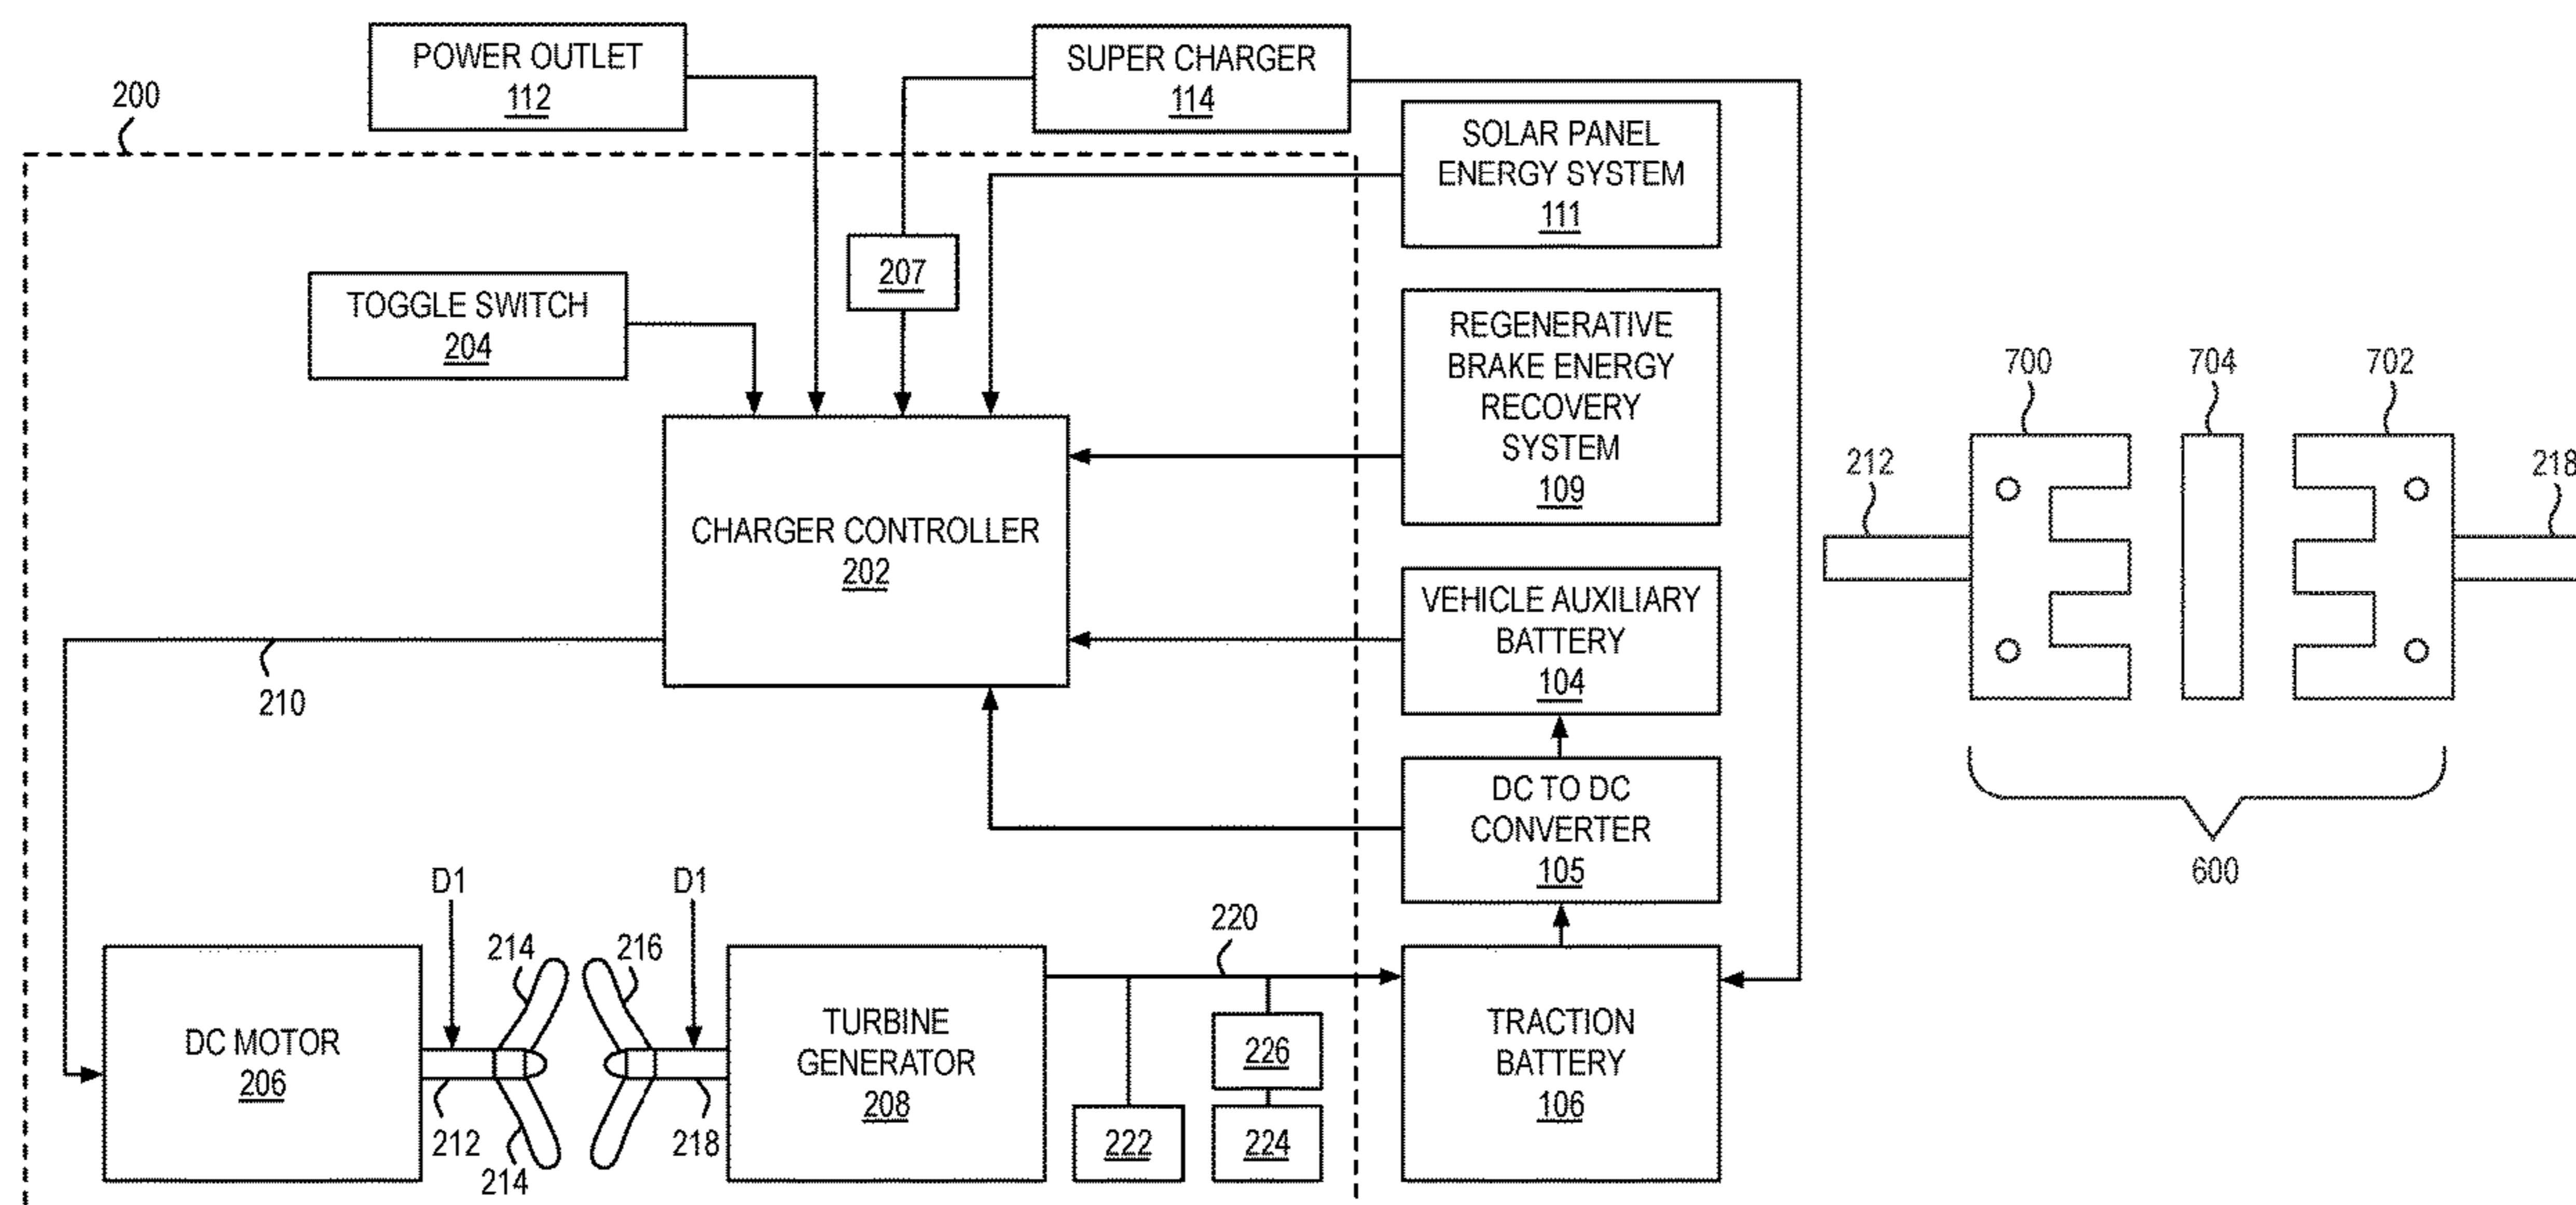 POWER OUTLET
112
SUPER CHARGER
114
200
SOLAR PANEL
ENERGY SYSTEM
111
207
TOGGLE SWITCH
204
REGENERATIVE
BRAKE ENERGY
RECOVERY
SYSTEM
109
CHARGER CONTROLLER
202
VEHICLE AUXILIARY
BATTERY
104
210
DC TO DC
CONVERTER
105
D1
D1
214
216
220
DC MOTOR
206
TURBINE
GENERATOR
208
TRACTION
BATTERY
106
226
212
214
218
222
224
700
704
702
212
218
600